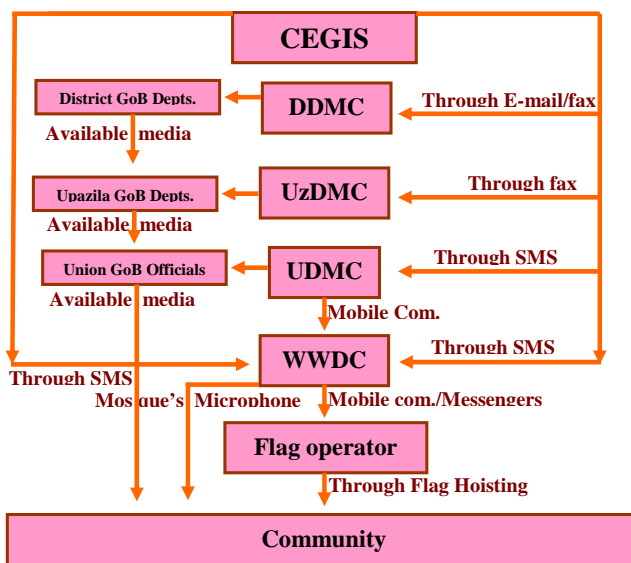 CEGIS
District GoB Depts.
DDMC
Through E-mail/fax
Available media
Upazila GoB Depts.
UzDMC
Through fax
Available media
Union GoB Officials
UDMC
Through SMS
Available media
Mobile Com.
WWDC
Through SMS
Through SMS
Mosque's Microphone
Mobile com./Messengers
Flag operator
Through Flag Hoisting
Community